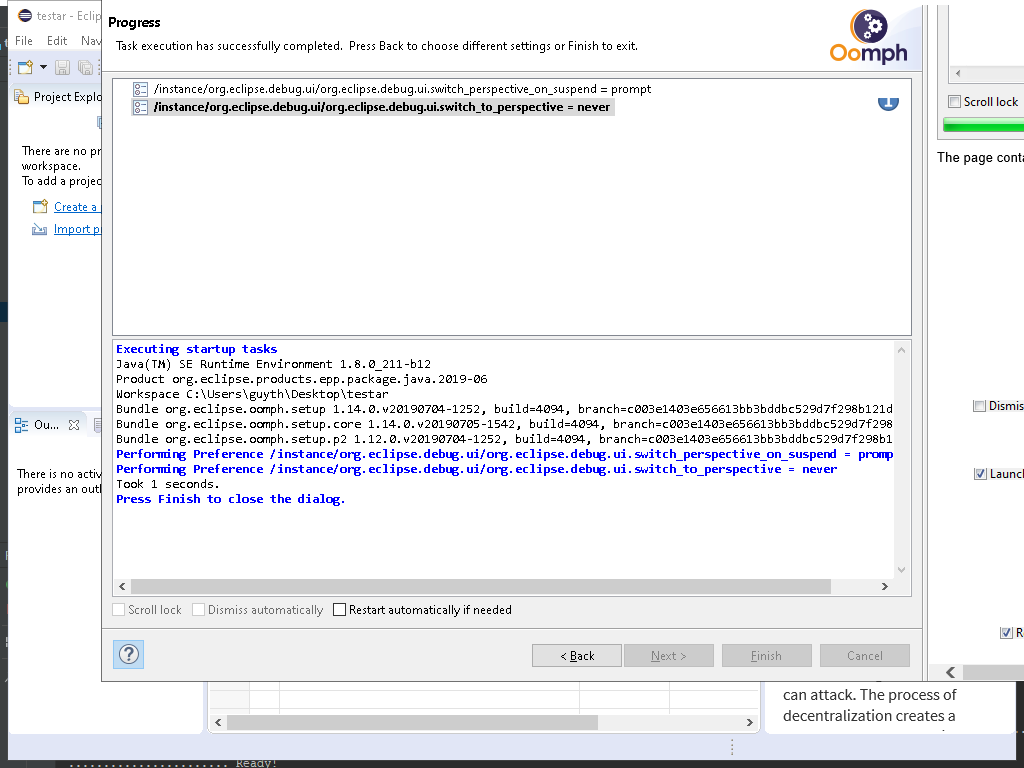 testar - Eclip
File Edit Nav
Project Explo
There are no pr
workspace.
To add a projec
Create a
Import pr
Ou...
There is no activ
provides an outl
Progress
Task execution has successfully completed. Press Back to choose different settings or Finish to exit.
Oomph
/instance/org.eclipse.debug.ui/org.eclipse.debug.ui.switch_perspective_on_suspend = prompt
/instance/org.eclipse.debug.ui/org.eclipse.debug.ui.switch_to_perspective = never
Executing startup tasks
Java(TM) SE Runtime Environment 1.8.0_211-b12
Product org.eclipse.products.epp.package.java.2019-06
Workspace C:\Users\guyth\Desktop\testar
Bundle org.eclipse.oomph.setup 1.14.0.v20190704-1252, build=4094, branch=c003e1403e656613bb3bddbc529d7f298b121d
Bundle org.eclipse.oomph.setup.core 1.14.0.v20190705-1542, build=4094, branch=c003e1403e656613bb3bddbc529d7f298
Bundle org.eclipse.oomph.setup.p2 1.12.0.v20190704-1252, build=4094, branch=c003e1403e656613bb3bddbc529d7f298b1
Performing Preference /instance/org.eclipse.debug.ui/org.eclipse.debug.ui.switch_perspective_on_suspend = promp
Performing Preference /instance/org.eclipse.debug.ui/org.eclipse.debug.ui.switch_to_perspective = never
Took 1 seconds.
Press Finish to close the dialog.
Scroll lock Dismiss automatically Restart automatically if needed
< Back Next > Finish Cancel
Scroll lock
The page conta
Dismis
Launch
R
can attack. The process of
decentralization creates a
Ready!